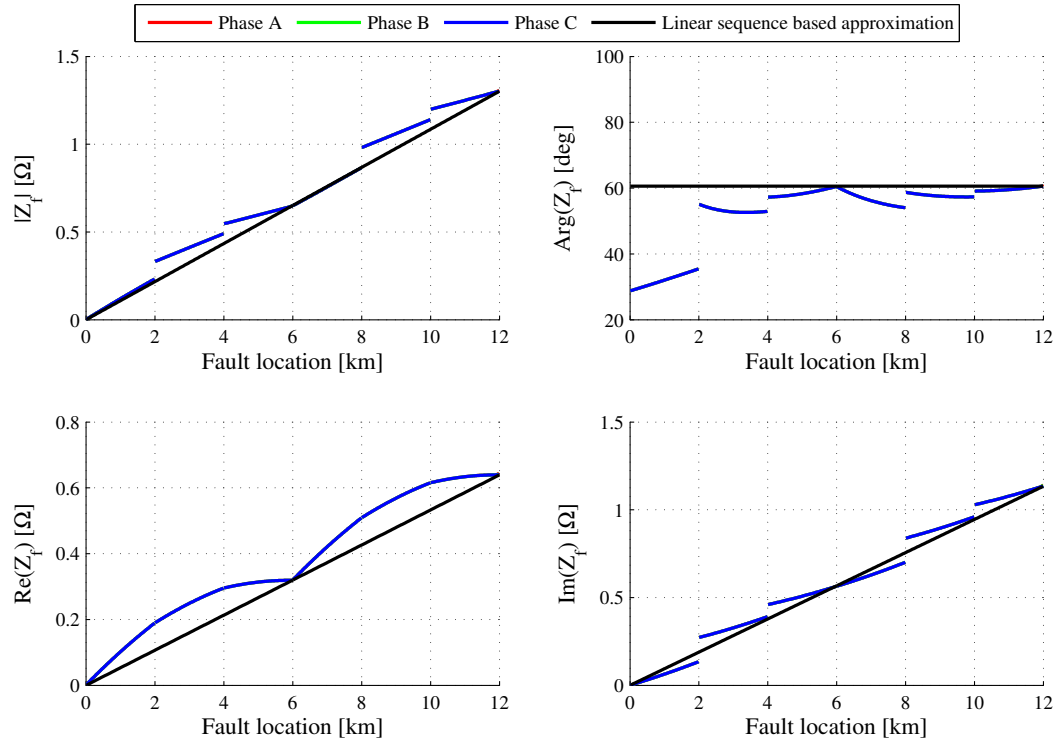 Phase A Phase B Phase C Linear sequence based approximation
|Z_f| [Ω]
1.5
1
0.5
0
0 2 4 6 8 10 12
Fault location [km]
Arg(Z_f) [deg]
100
80
60
40
20
0 2 4 6 8 10 12
Fault location [km]
Re(Z_f) [Ω]
0.8
0.6
0.4
0.2
0
0 2 4 6 8 10 12
Fault location [km]
Im(Z_f) [Ω]
1.5
1
0.5
0
0 2 4 6 8 10 12
Fault location [km]